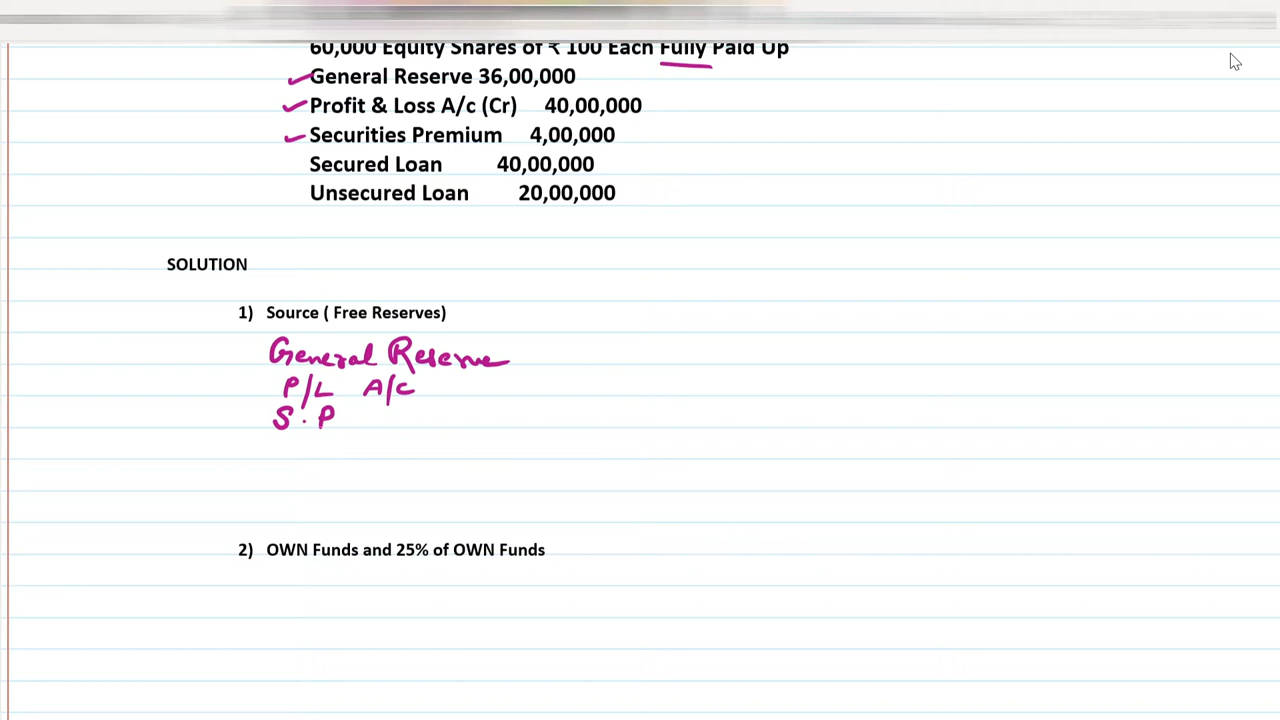 60,000 Equity Shares of ₹ 100 Each Fully Paid Up
General Reserve 36,00,000
Profit & Loss A/c (Cr) 40,00,000
Securities Premium 4,00,000
Secured Loan 40,00,000
Unsecured Loan 20,00,000
SOLUTION
1) Source ( Free Reserves)
General Reserve
P/L A/C
S.P
2) OWN Funds and 25% of OWN Funds